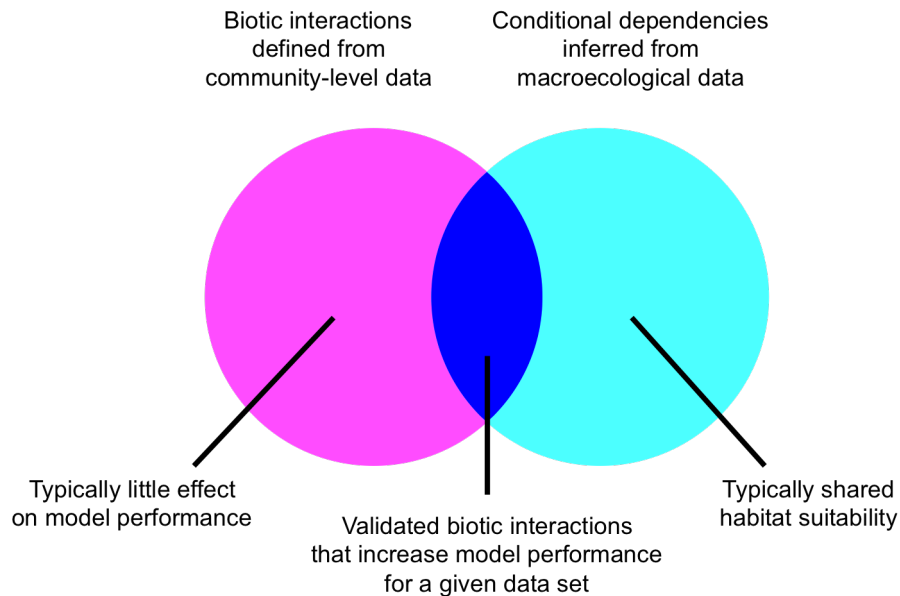 Biotic interactions
defined from
community-level data
Conditional dependencies
inferred from
macroecological data
Typically little effect
on model performance
Validated biotic interactions
that increase model performance
for a given data set
Typically shared
habitat suitability